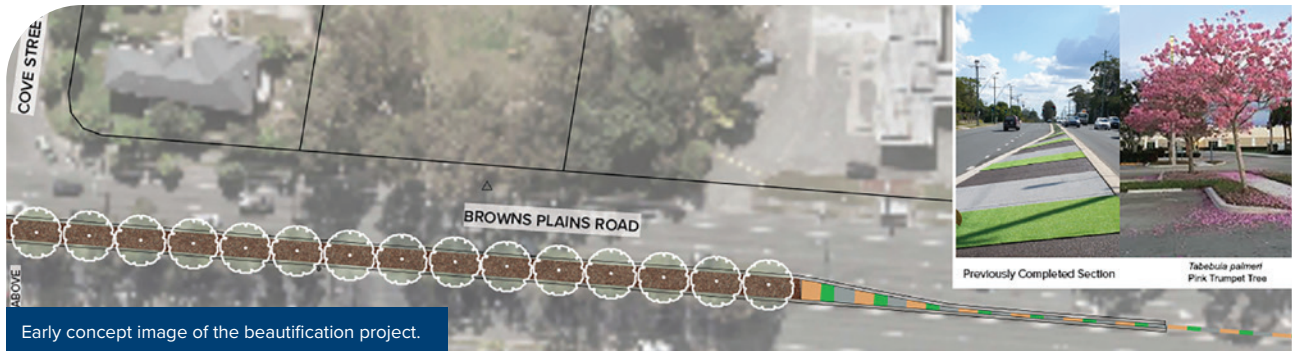 COVE STREE
BROWNS PLAINS ROAD
ABOVE
Previously Completed Section
Tabebuia palmeri
Pink Trumpet Tree
Early concept image of the beautification project.